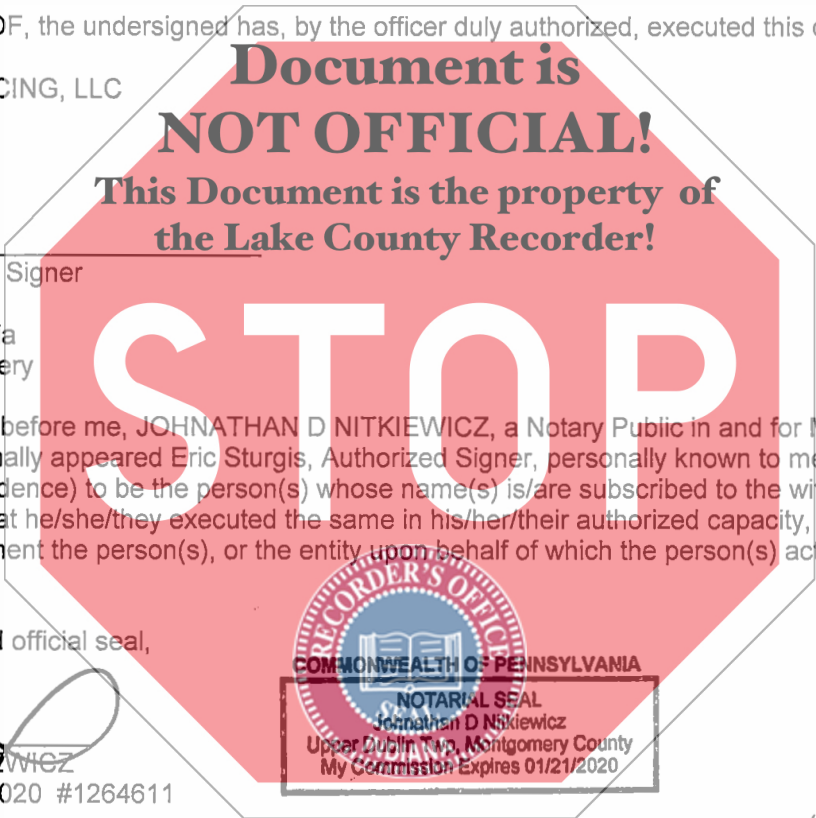 OF, the undersigned has, by the officer duly authorized, executed this
Document is
CING, LLC
NOT OFFICIAL!
This Document is the property of
the Lake County Recorder!
Signer
a
ery
STOP
before me, JOHNATHAN D NITKIEWICZ, a Notary Public in and for
ally appeared Eric Sturgis, Authorized Signer, personally known to me
dence) to be the person(s) whose name(s) is/are subscribed to the wi
at he/she/they executed the same in his/her/their authorized capacity,
ent the person(s), or the entity upon behalf of which the person(s) act
RECORDER'S OFFICE
official seal,
COMMONWEALTH OF PENNSYLVANIA
NOTARIAL SEAL
Johnathan D Nitkiewicz
Upper Dublin Twp, Montgomery County
My Commission Expires 01/21/2020
SEAL
INDIANA
WICZ
020 #1264611